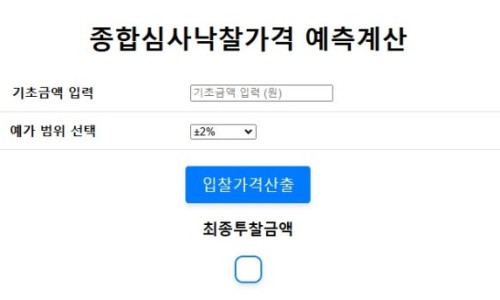 종합심사낙찰가격 예측계산
기초금액 입력 기초금액 입력 (원)
예가 범위 선택 ±2%
입찰가격산출
최종투찰금액